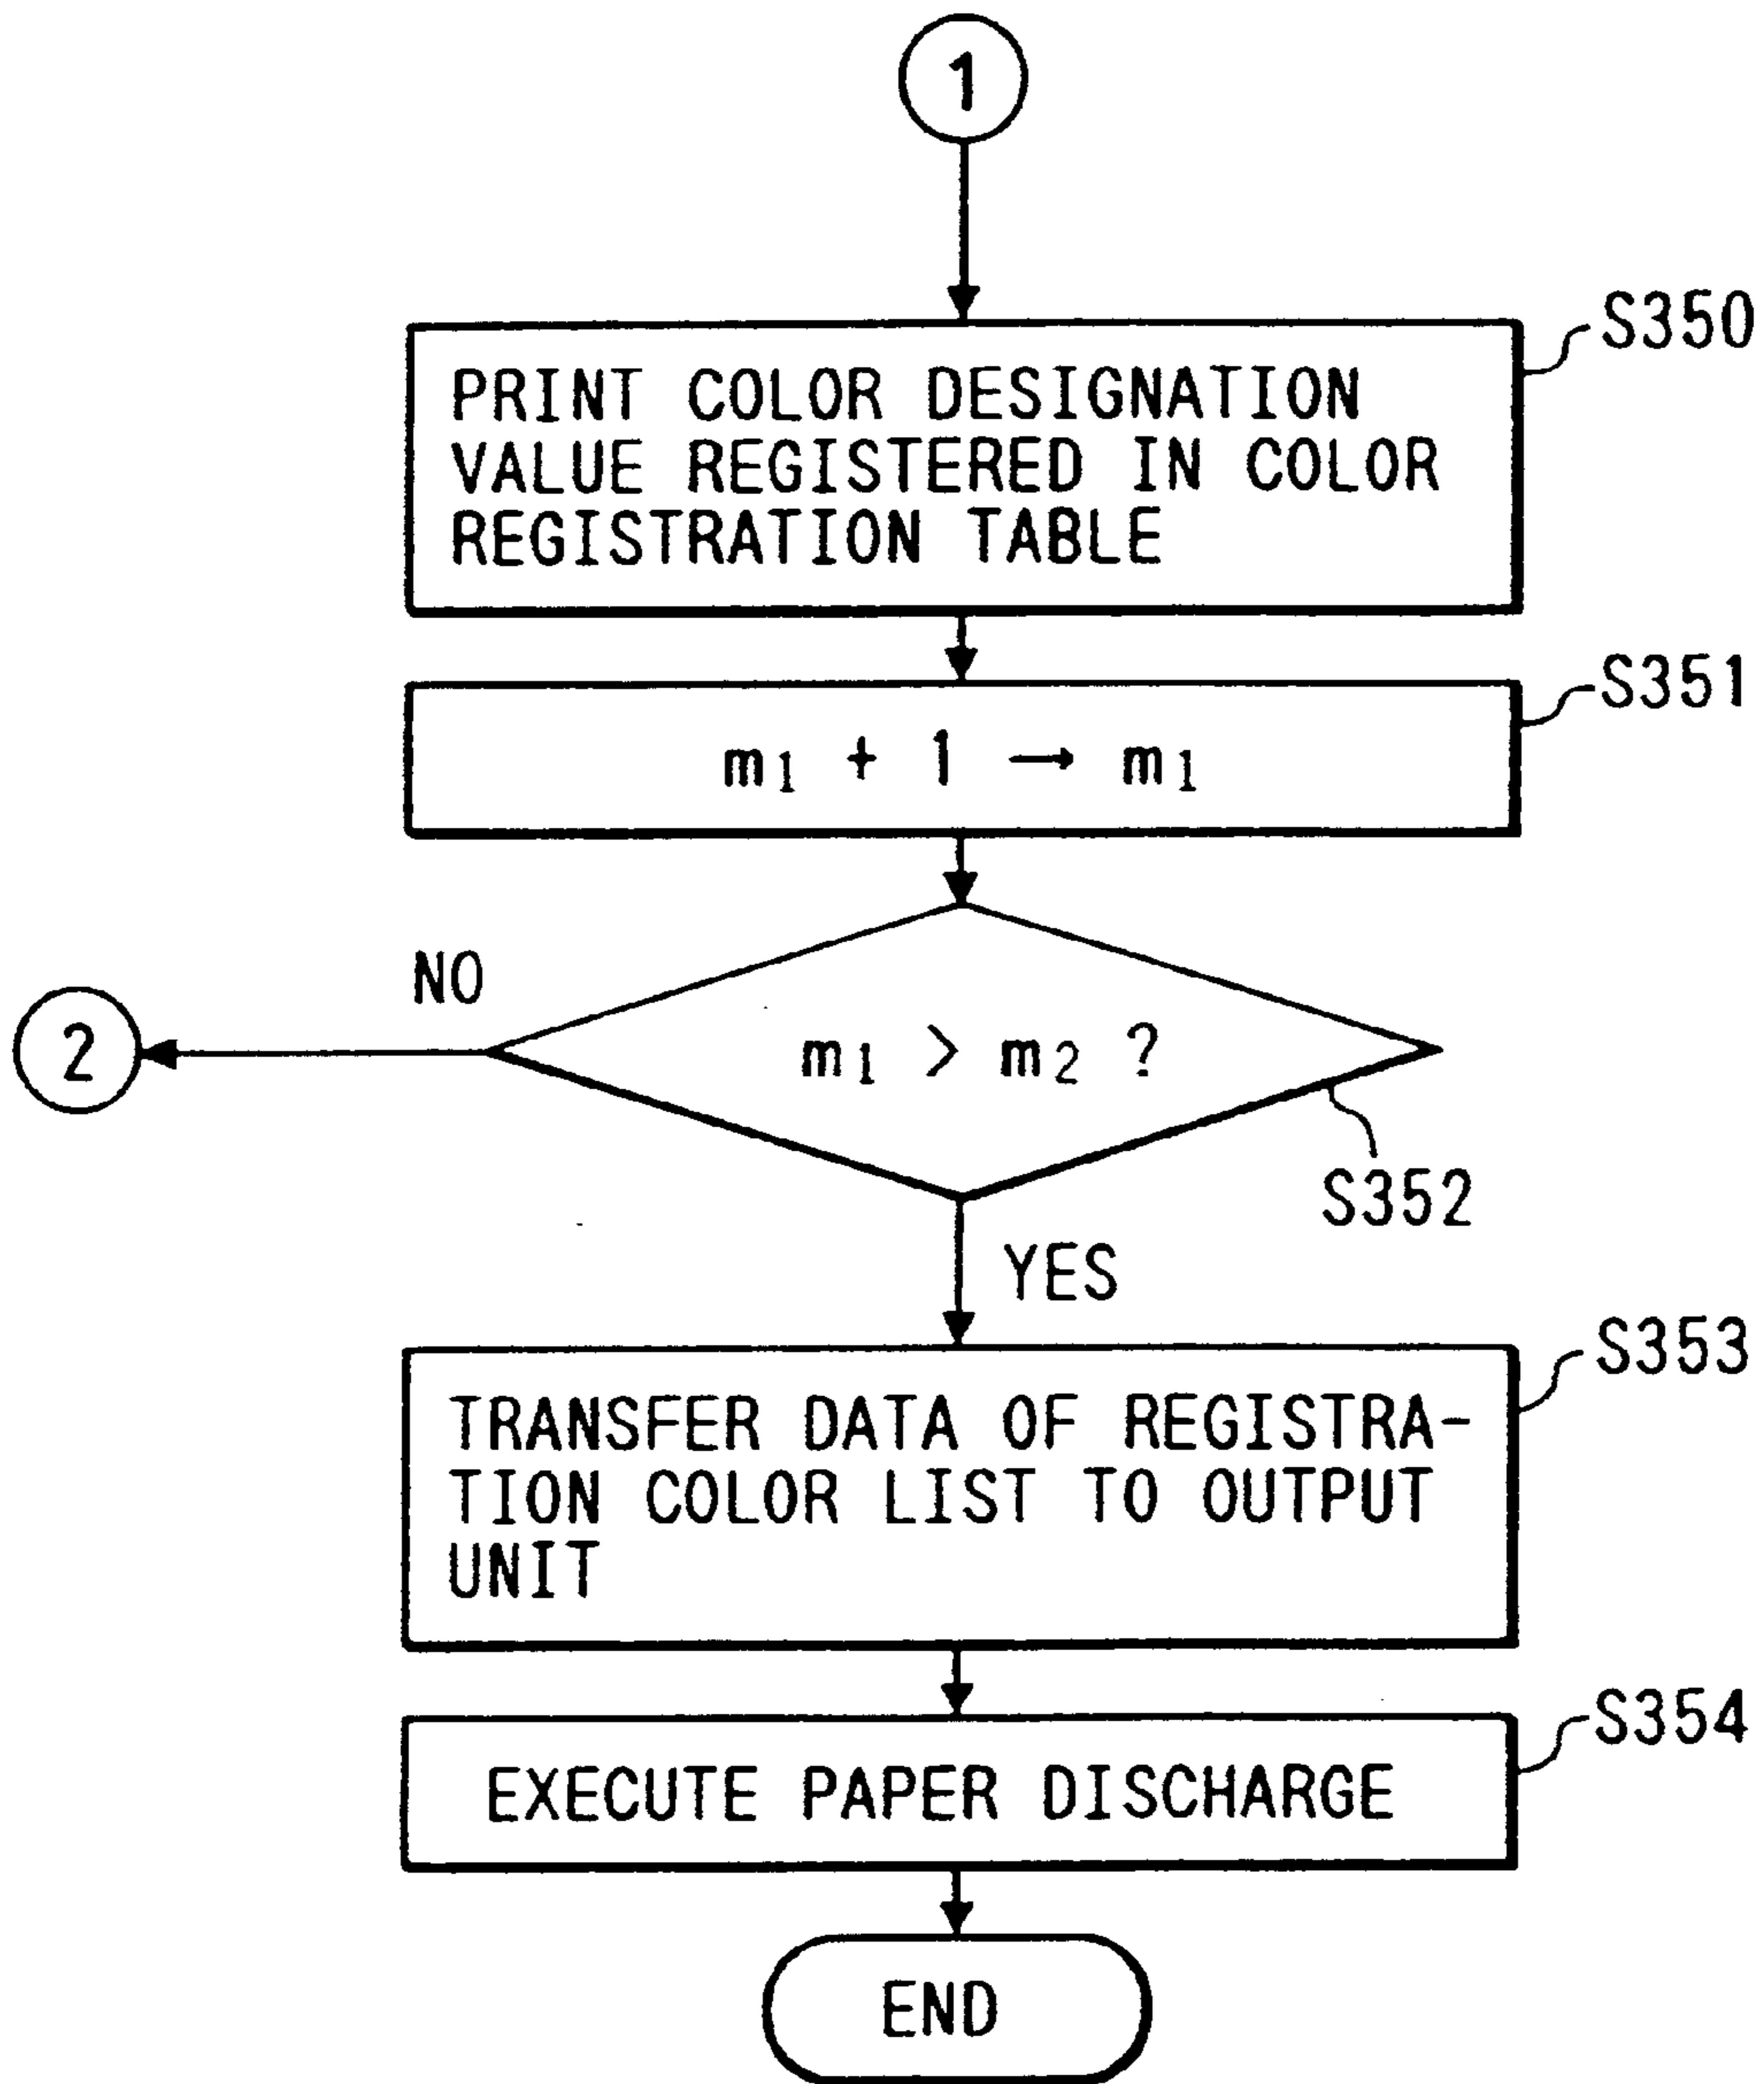 1
S350
PRINT COLOR DESIGNATION
VALUE REGISTERED IN COLOR
REGISTRATION TABLE
S351
m₁ + 1 → m₁
NO
2
m₁ > m₂ ?
S352
YES
S353
TRANSFER DATA OF REGISTRA-
TION COLOR LIST TO OUTPUT
UNIT
S354
EXECUTE PAPER DISCHARGE
END